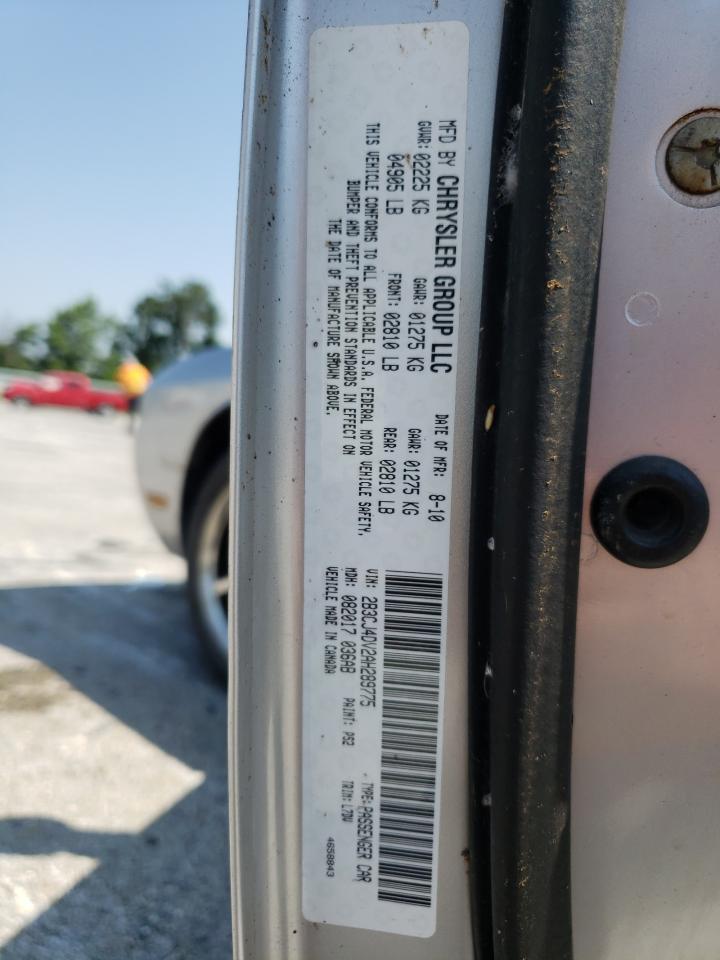 MFD BY CHRYSLER GROUP LLC
DATE OF MFR: 8-10
GVWR: 02225 KG
GAWR: 01275 KG
GAWR: 01275 KG
04905 LB
FRONT: 02810 LB
REAR: 02810 LB
THIS VEHICLE CONFORMS TO ALL APPLICABLE U.S.A. FEDERAL MOTOR VEHICLE SAFETY,
BUMPER AND THEFT PREVENTION STANDARDS IN EFFECT ON
THE DATE OF MANUFACTURE SHOWN ABOVE.
VIN: 2B3CJ4DV2AH289775
TYPE: PASSENGER CAR
MDH: 082017 036AB
PAINT: PS2
TRIM: L7DV
VEHICLE MADE IN CANADA
4658843